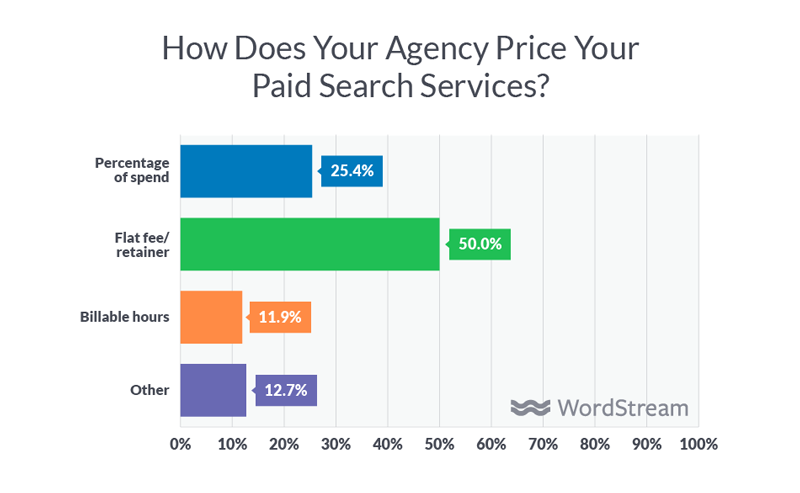 How Does Your Agency Price Your
Paid Search Services?
Percentage
of spend
25.4%
Flat fee/
retainer
50.0%
Billable hours
11.9%
Other
12.7%
WordStream
0% 10% 20% 30% 40% 50% 60% 70% 80% 90% 100%